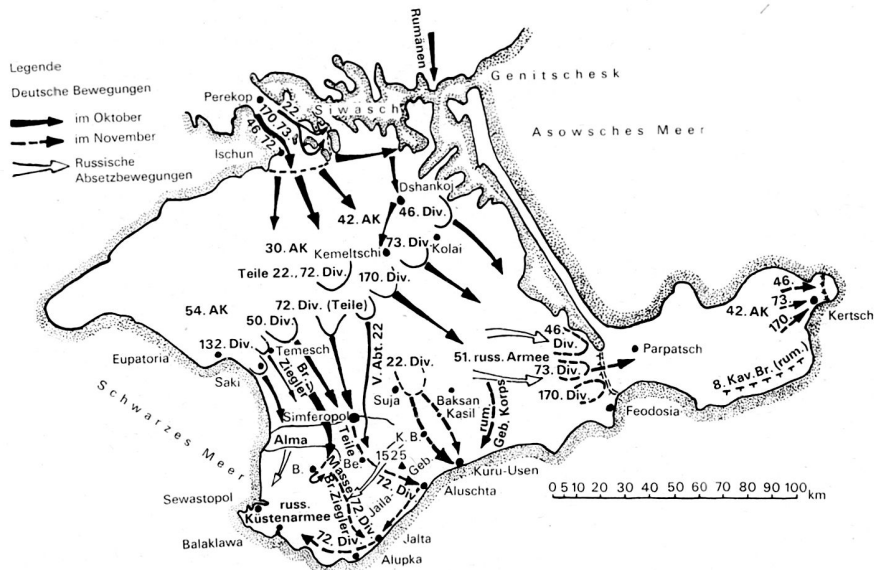 Legende
Deutsche Bewegungen
im Oktober
im November
Russische
Absetzbewegungen
Rumänen
Genitschesk
Siwasch
Asowsches Meer
Perekop
22.
170.73.
46.72.
Ischun
Dshankoj
46. Div.
42. AK
73. Div.
Kolai
30. AK
Kemeltschi
Teile 22., 72. Div.
170. Div.
54. AK
72. Div. (Teile)
50. Div.
132. Div.
Temesch
Eupatoria
Saki
Br.
Ziegler
V. Abt. 22
22. Div.
Suja
Baksan
Kasil
rum.
Geb. Korps
51. russ. Armee
46.
Div.
73. Div.
170. Div.
Parpatsch
Feodosia
42. AK
46.
73.
170.
Kertsch
8. Kav. Br. (rum.)
Schwarzes Meer
Simferopol
Alma
Teile
K.B.
B.
Be.
1525
Geb.
Jaila-
Masse 72. Div.
Br. Ziegler
72. Div.
Kuru-Usen
Aluschta
Sewastopol
russ.
Küstenarmee
Balaklawa
72. Div.
Jalta
Alupka
0 5 10 20 30 40 50 60 70 80 90 100
km